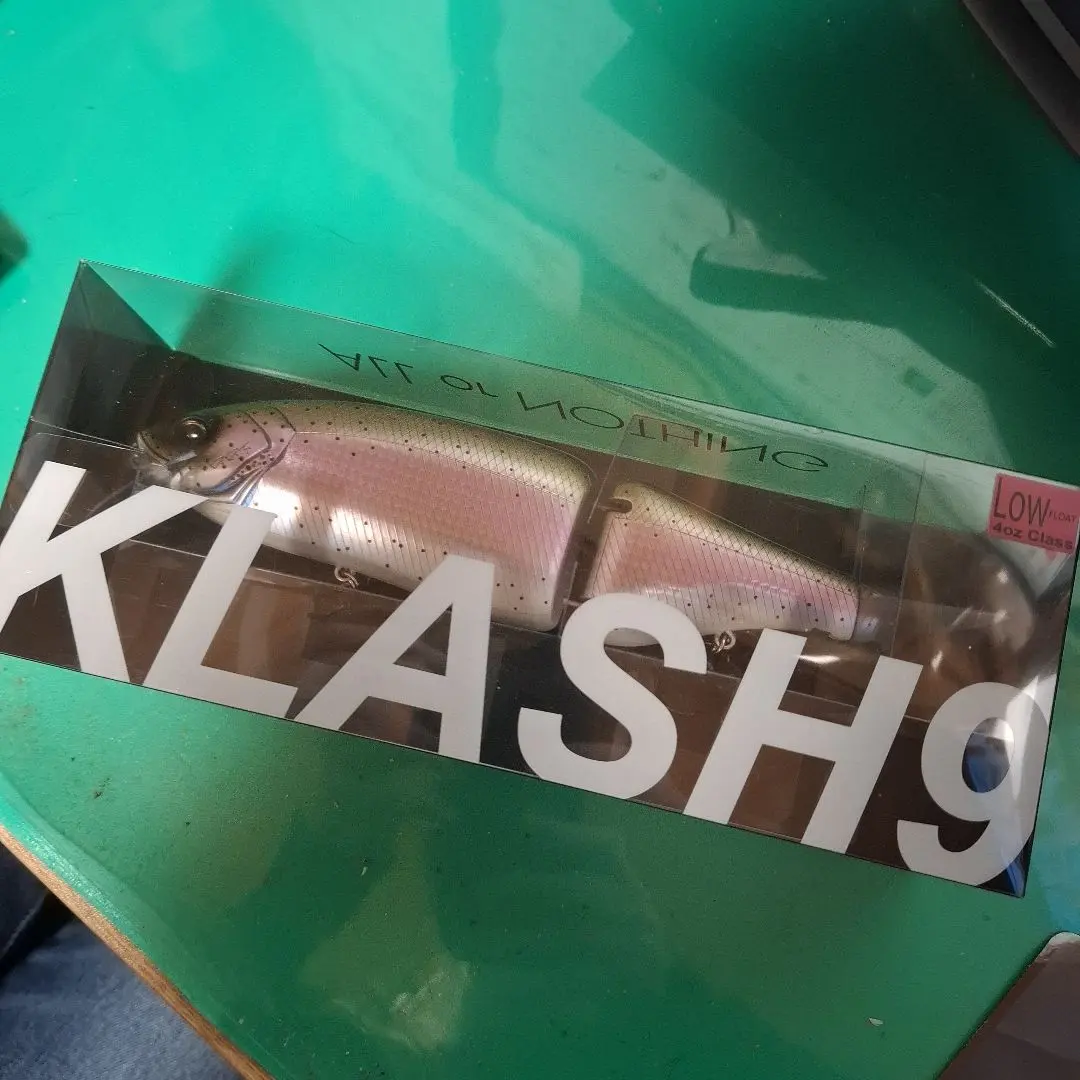 ALL or NOTHING
LOW FLOAT
4oz Class
KLASH9